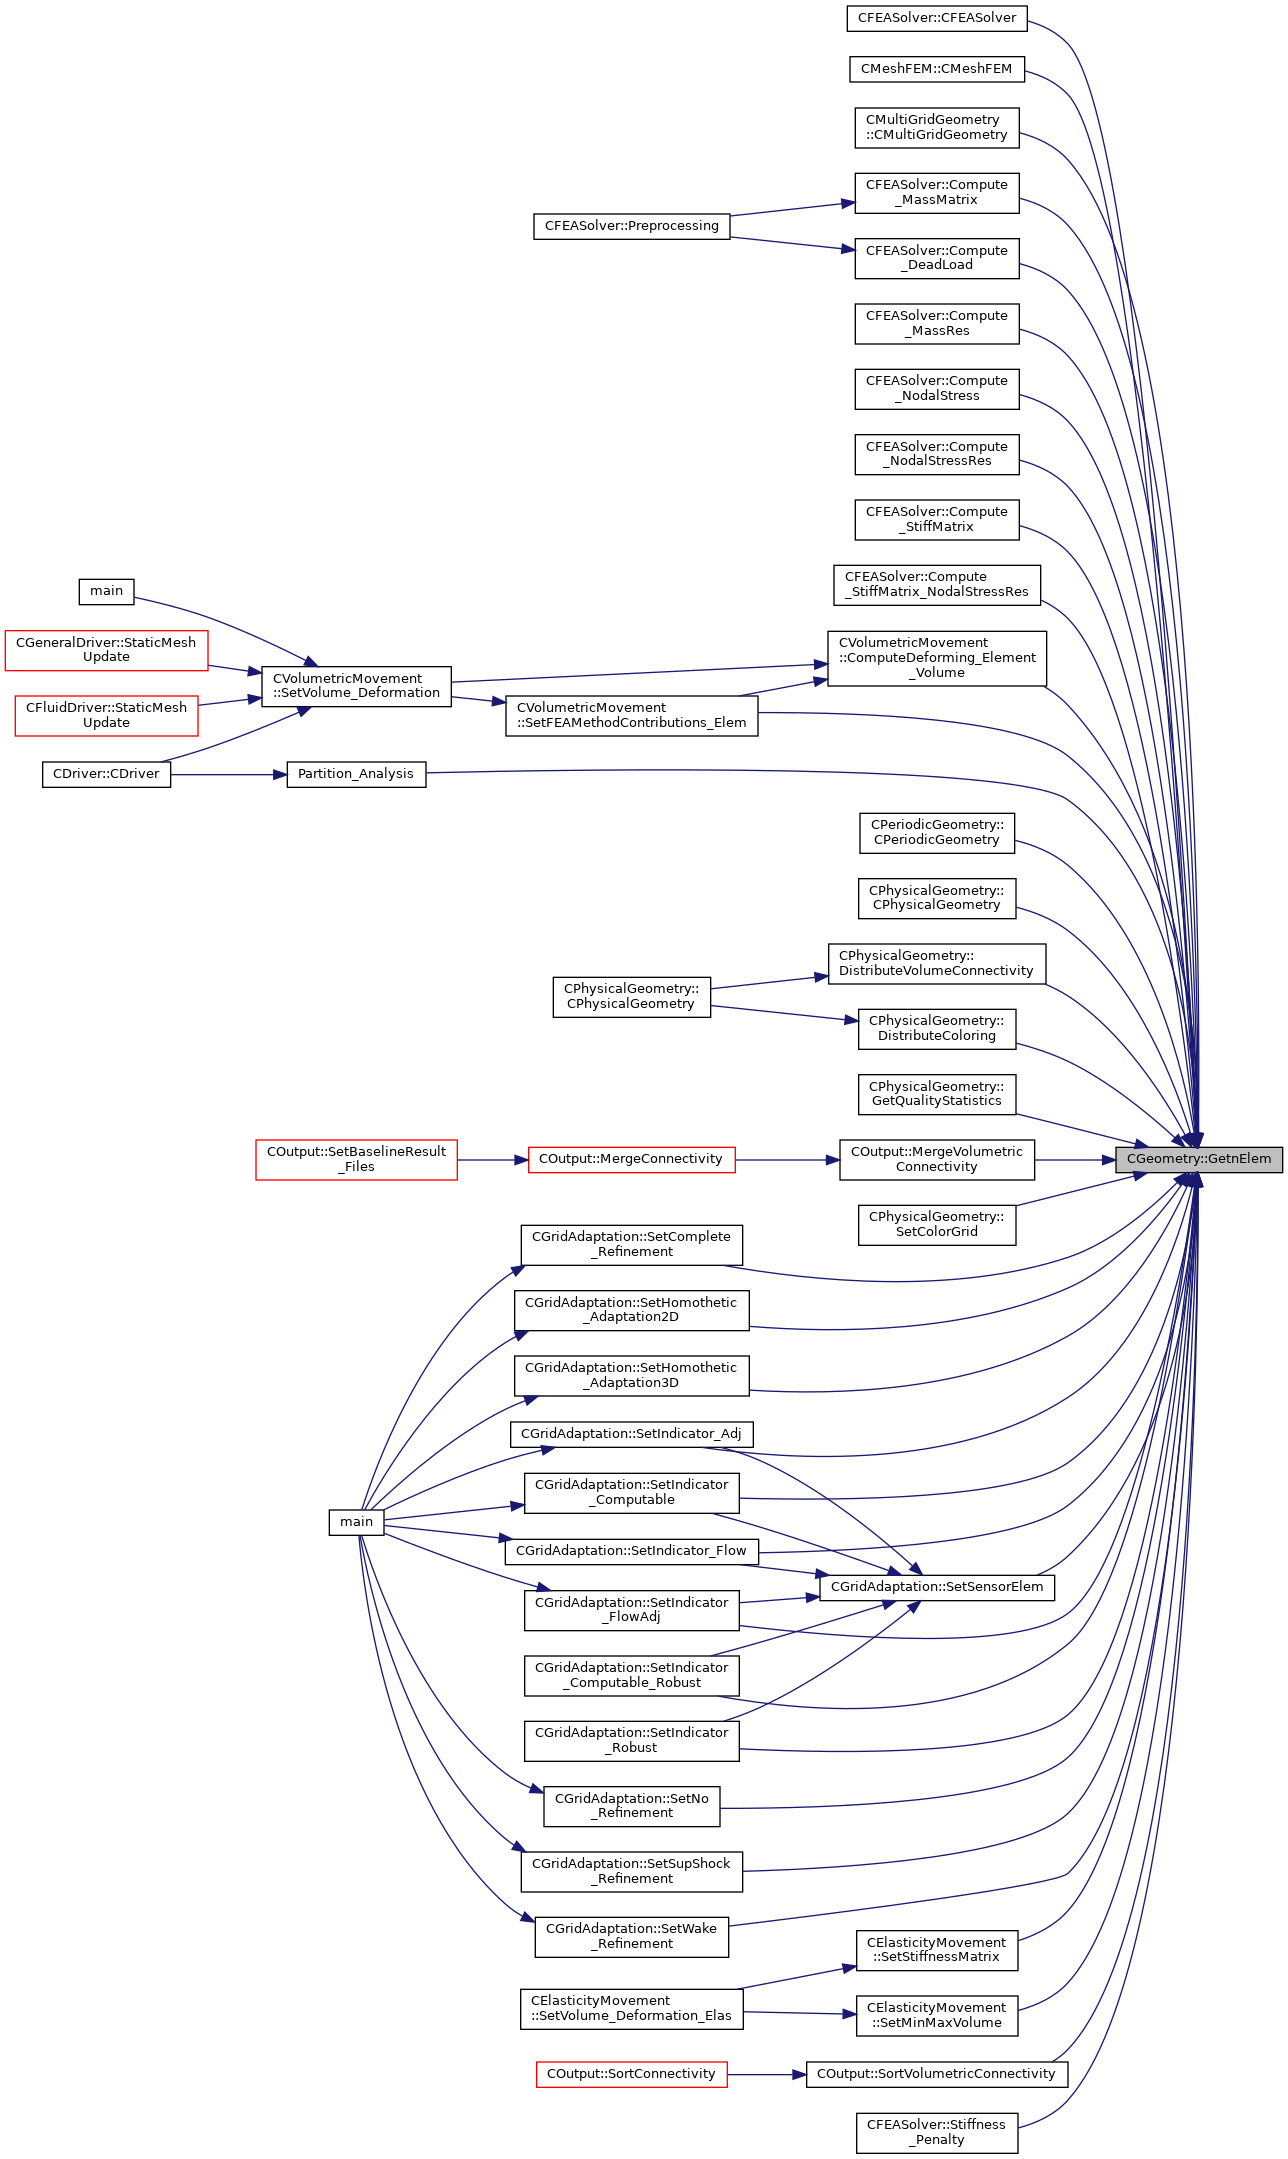 CFEASolver::CFEASolver
CMeshFEM::CMeshFEM
CMultiGridGeometry
::CMultiGridGeometry
CFEASolver::Compute
_MassMatrix
CFEASolver::Preprocessing
CFEASolver::Compute
_DeadLoad
CFEASolver::Compute
_MassRes
CFEASolver::Compute
_NodalStress
CFEASolver::Compute
_NodalStressRes
CFEASolver::Compute
_StiffMatrix
CFEASolver::Compute
_StiffMatrix_NodalStressRes
main
CGeneralDriver::StaticMesh
Update
CVolumetricMovement
::ComputeDeforming_Element
_Volume
CVolumetricMovement
::SetVolume_Deformation
CFluidDriver::StaticMesh
Update
CVolumetricMovement
::SetFEAMethodContributions_Elem
CDriver::CDriver
Partition_Analysis
CPeriodicGeometry::
CPeriodicGeometry
CPhysicalGeometry::
CPhysicalGeometry
CPhysicalGeometry::
DistributeVolumeConnectivity
CPhysicalGeometry::
CPhysicalGeometry
CPhysicalGeometry::
DistributeColoring
CPhysicalGeometry::
GetQualityStatistics
COutput::SetBaselineResult
_Files
COutput::MergeConnectivity
COutput::MergeVolumetric
Connectivity
CGeometry::GetnElem
CPhysicalGeometry::
SetColorGrid
CGridAdaptation::SetComplete
_Refinement
CGridAdaptation::SetHomothetic
_Adaptation2D
CGridAdaptation::SetHomothetic
_Adaptation3D
CGridAdaptation::SetIndicator_Adj
CGridAdaptation::SetIndicator
_Computable
main
CGridAdaptation::SetIndicator_Flow
CGridAdaptation::SetSensorElem
CGridAdaptation::SetIndicator
_FlowAdj
CGridAdaptation::SetIndicator
_Computable_Robust
CGridAdaptation::SetIndicator
_Robust
CGridAdaptation::SetNo
_Refinement
CGridAdaptation::SetSupShock
_Refinement
CGridAdaptation::SetWake
_Refinement
CElasticityMovement
::SetStiffnessMatrix
CElasticityMovement
::SetVolume_Deformation_Elas
CElasticityMovement
::SetMinMaxVolume
COutput::SortConnectivity
COutput::SortVolumetricConnectivity
CFEASolver::Stiffness
_Penalty